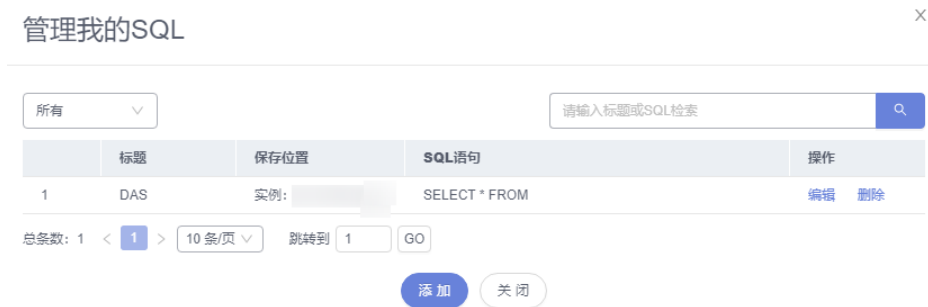 管理我的SQL
所有
请输入标题或SQL检索
标题 保存位置 SQL语句 操作
1 DAS 实例: SELECT * FROM 编辑 删除
总条数: 1 < 1 > 10 条/页 跳转到 1 GO
添加 关闭